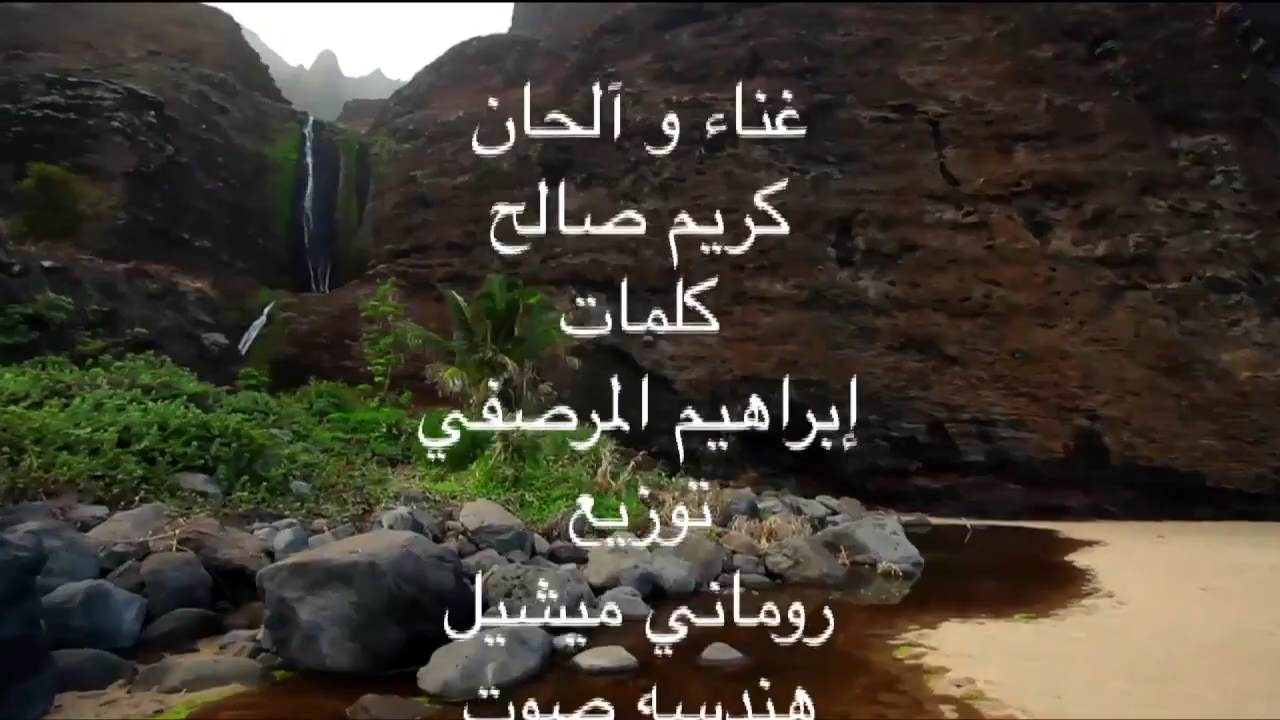 غناء و ألحان
كريم صالح
كلمات
إبراهيم المرصفي
توزيع
روماني ميشيل
هندسه صوت